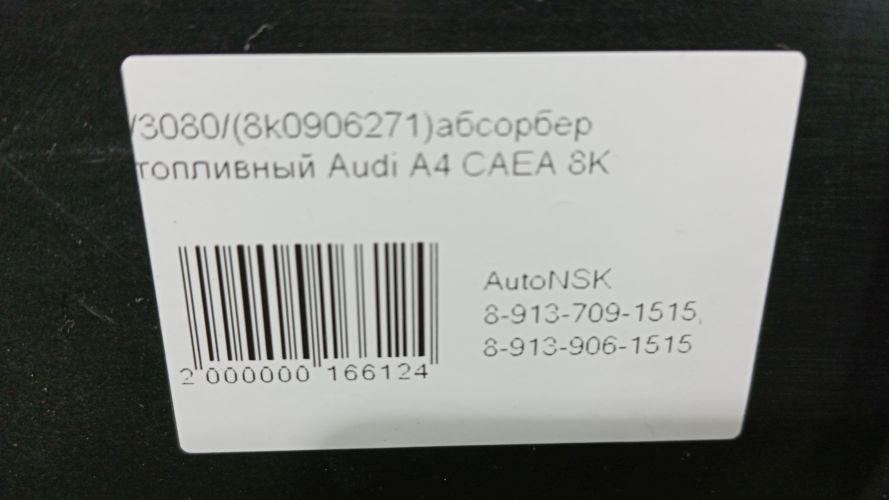 /3080/(8k0906271)абсорбер
топливный Audi A4 CAEA 8K
AutoNSK
8-913-709-1515,
8-913-906-1515
2 000000 166124